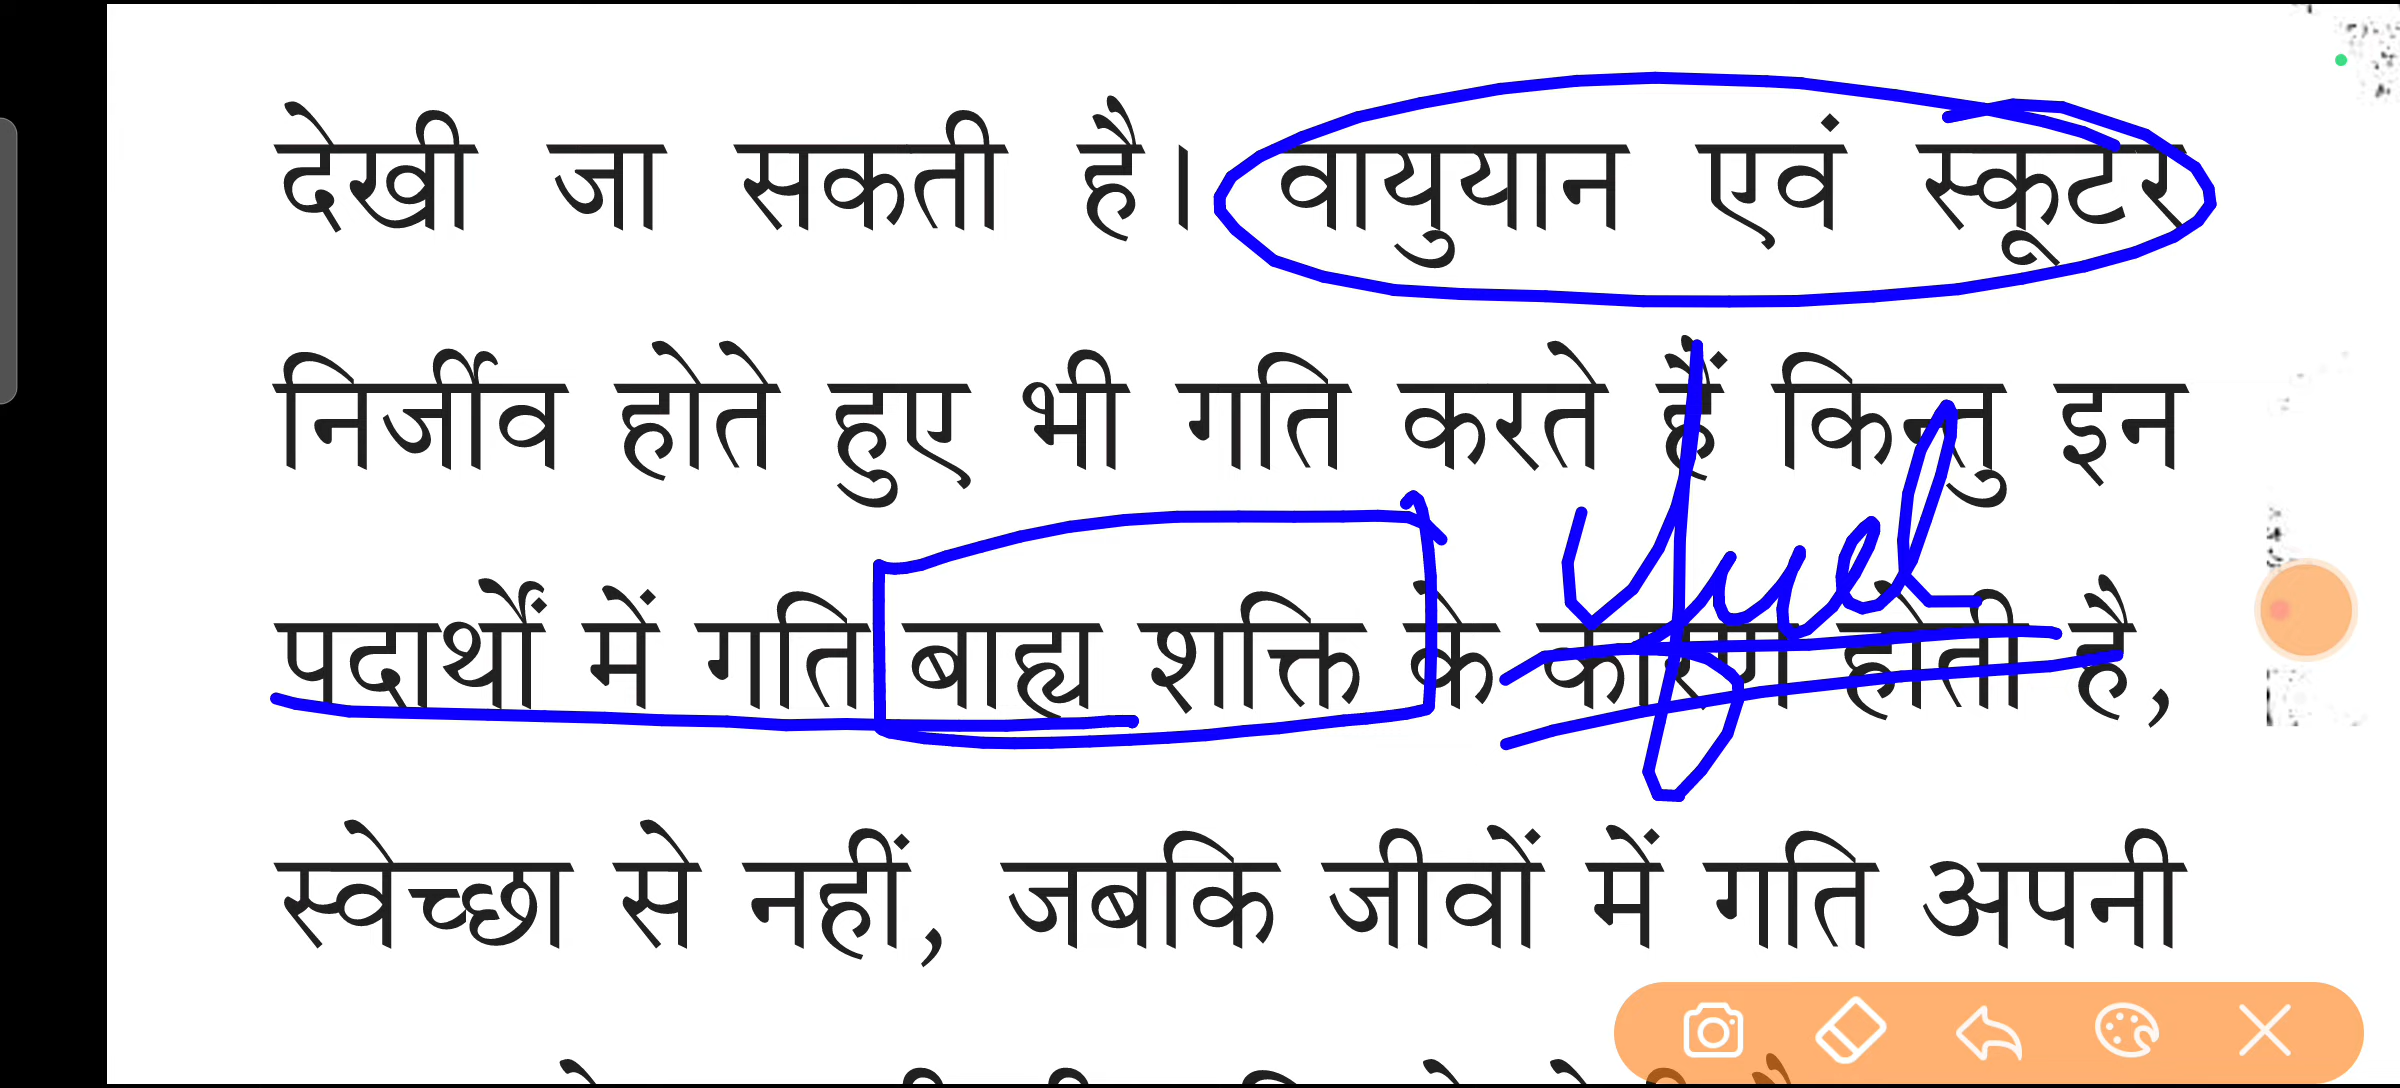 देखी जा सकती है। वायुयान एवं स्कूटर
निर्जीव होते हुए भी गति करते हैं किन्तु इन
fuel
पदार्थों में गति बाह्य शक्ति के कारण होती है,
स्वेच्छा से नहीं, जबकि जीवों में गति अपनी